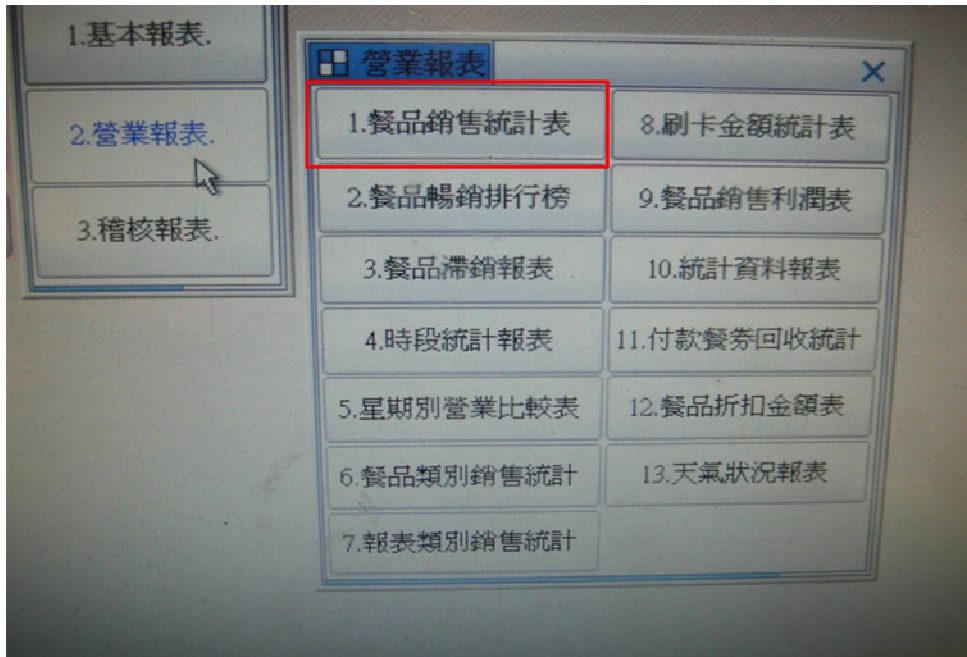 1.基本報表.
2.營業報表.
3.稽核報表.
營業報表
1.餐品銷售統計表
2.餐品暢銷排行榜
3.餐品滯銷報表
4.時段統計報表
5.星期別營業比較表
6.餐品類別銷售統計
7.報表類別銷售統計
8.刷卡金額統計表
9.餐品銷售利潤表
10.統計資料報表
11.付款餐券回收統計
12.餐品折扣金額表
13.天氣狀況報表